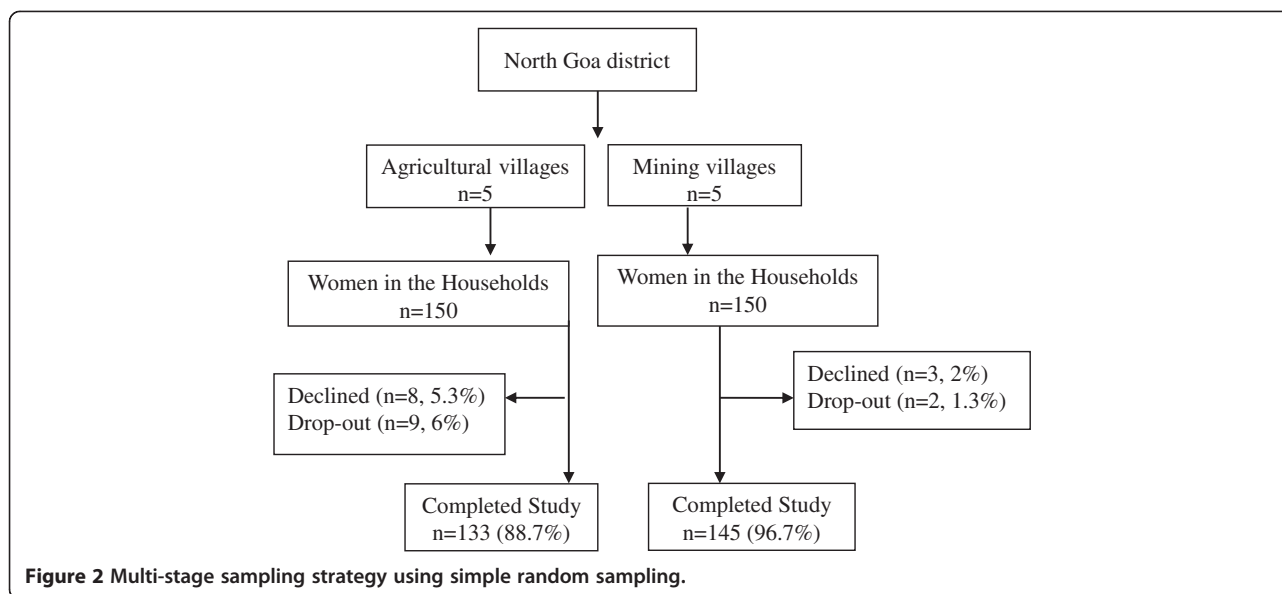 North Goa district
Agricultural villages
n=5
Mining villages
n=5
Women in the Households
n=150
Women in the Households
n=150
Declined (n=8, 5.3%)
Drop-out (n=9, 6%)
Declined (n=3, 2%)
Drop-out (n=2, 1.3%)
Completed Study
n=133 (88.7%)
Completed Study
n=145 (96.7%)
Figure 2 Multi-stage sampling strategy using simple random sampling.